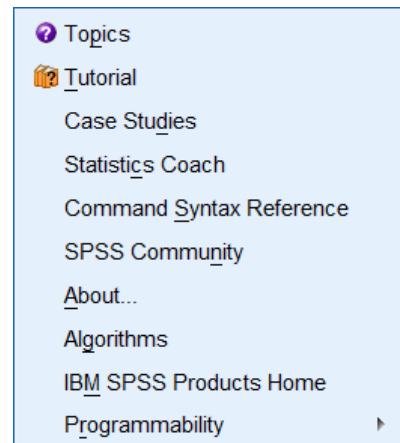 Topics
Tutorial
Case Studies
Statistics Coach
Command Syntax Reference
SPSS Community
About...
Algorithms
IBM SPSS Products Home
Programmability